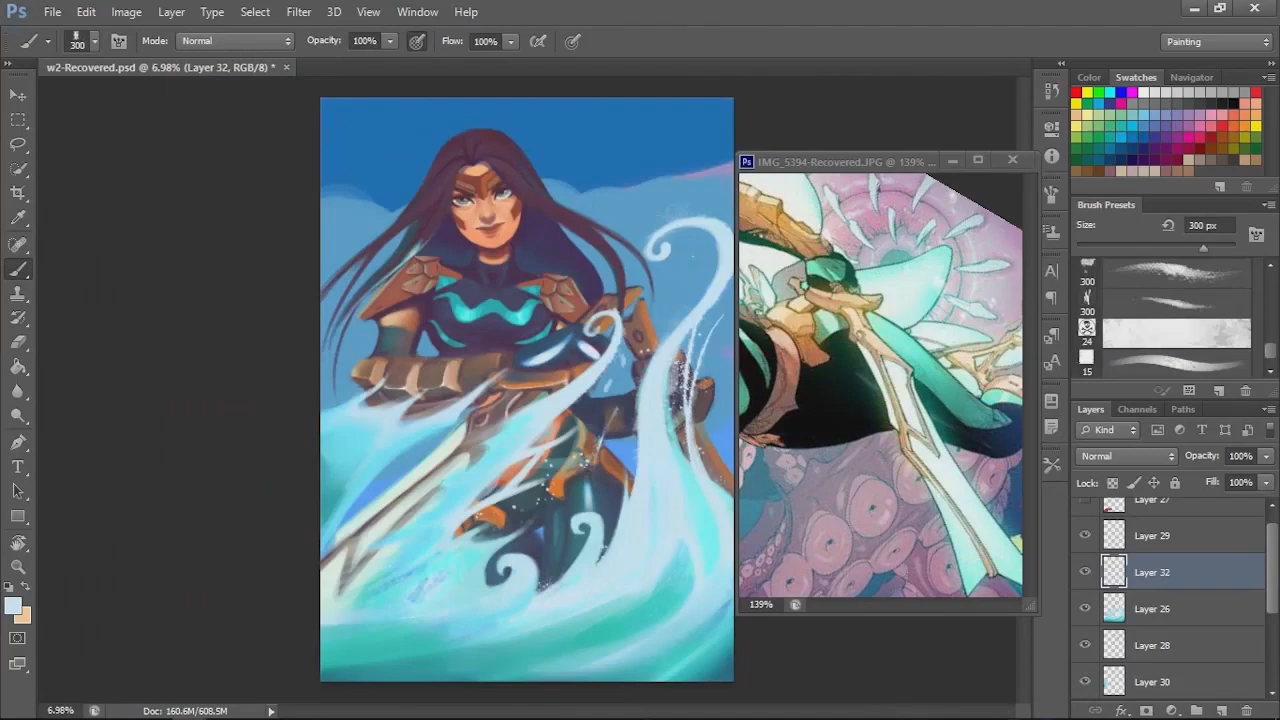 Ps File Edit Image Layer Type Select Filter 3D View Window Help
300 Mode: Normal Opacity: 100% Flow: 100% Painting
w2-Recovered.psd @ 6.98% (Layer 32, RGB/8) * ×
Color Swatches Navigator
Ps IMG_5394-Recovered.JPG @ 139% ...
Brush Presets
Size: 300 px
300
300
24
15
Layers Channels Paths
Kind
Normal Opacity: 100%
Lock: Fill: 100%
Layer 27
Layer 29
Layer 32
Layer 26
Layer 28
Layer 30
139%
6.98% Doc: 160.6M/608.5M